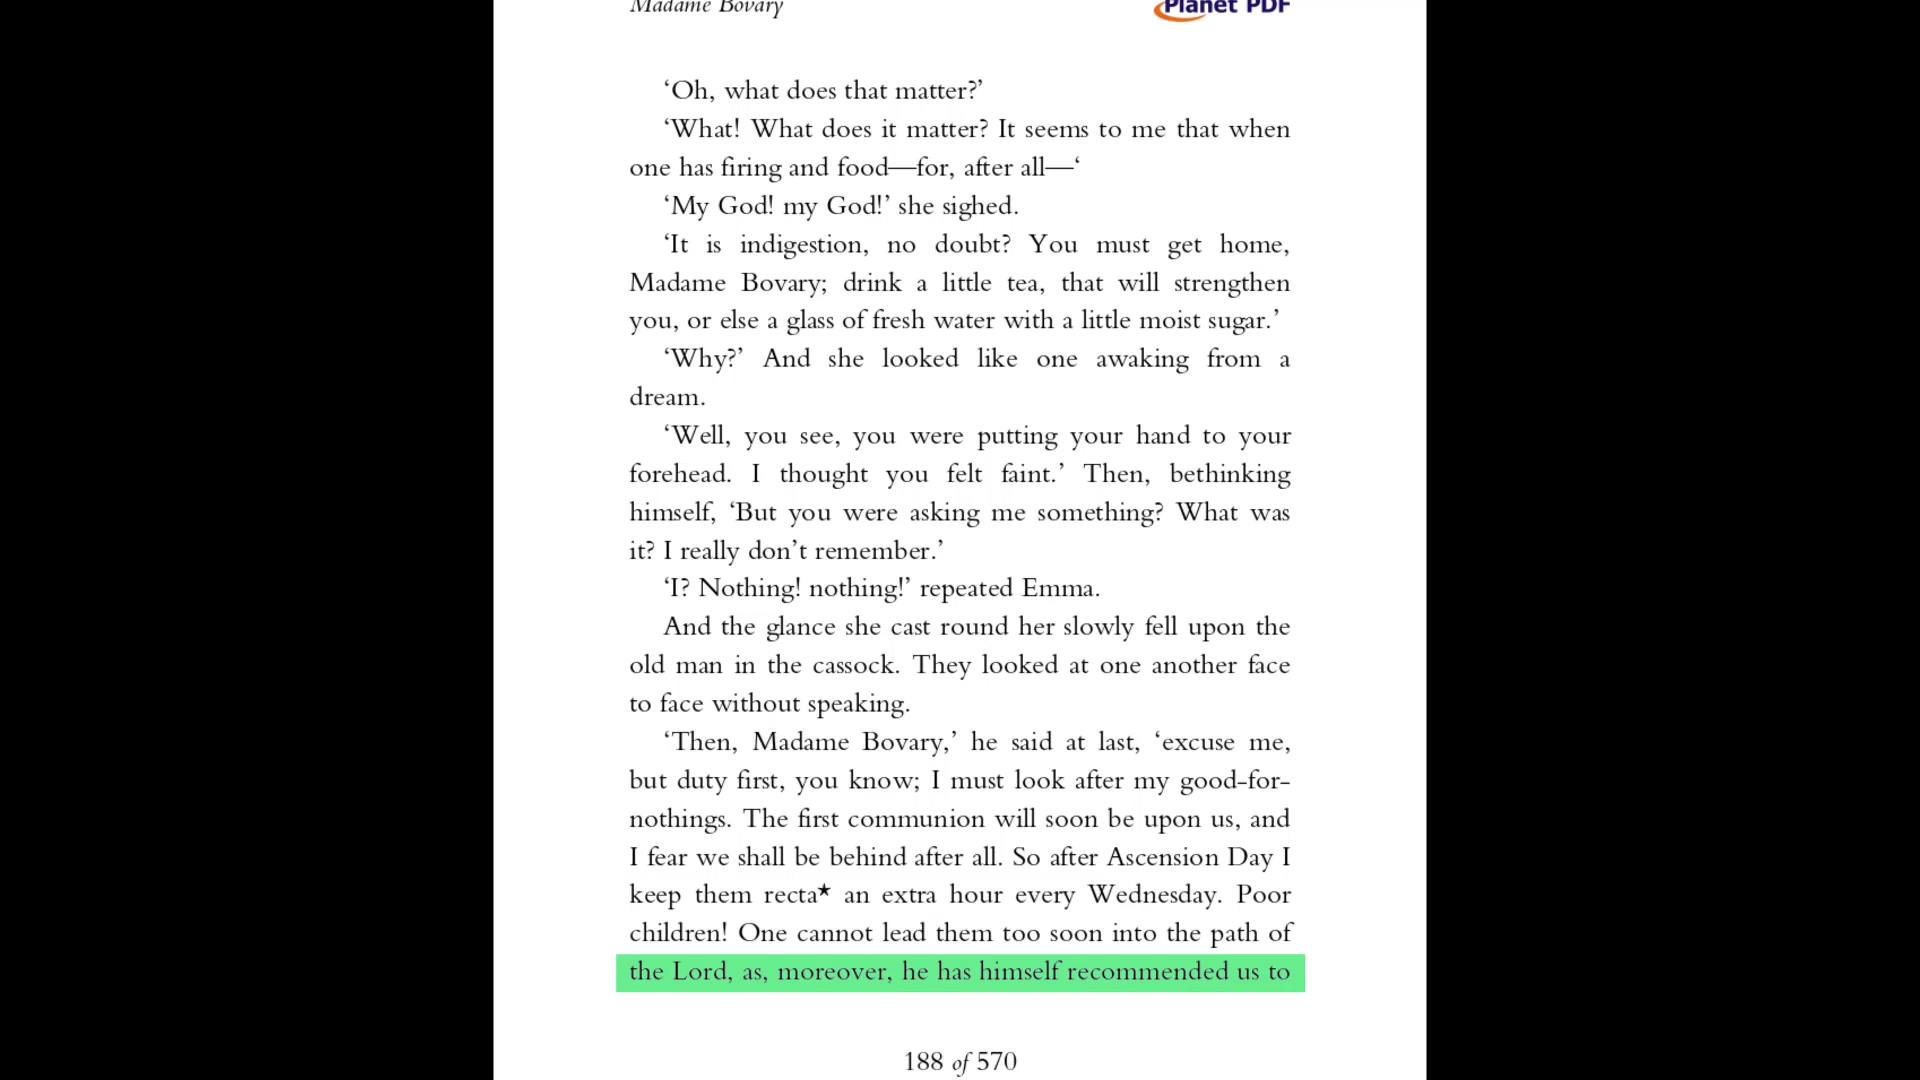 Madame Bovary
Planet PDF
‘Oh, what does that matter?’
‘What! What does it matter? It seems to me that when
one has firing and food—for, after all—‘
‘My God! my God!’ she sighed.
‘It is indigestion, no doubt? You must get home,
Madame Bovary; drink a little tea, that will strengthen
you, or else a glass of fresh water with a little moist sugar.’
‘Why?’ And she looked like one awaking from a
dream.
‘Well, you see, you were putting your hand to your
forehead. I thought you felt faint.’ Then, bethinking
himself, ‘But you were asking me something? What was
it? I really don’t remember.’
‘I? Nothing! nothing!’ repeated Emma.
And the glance she cast round her slowly fell upon the
old man in the cassock. They looked at one another face
to face without speaking.
‘Then, Madame Bovary,’ he said at last, ‘excuse me,
but duty first, you know; I must look after my good-for-
nothings. The first communion will soon be upon us, and
I fear we shall be behind after all. So after Ascension Day I
keep them recta* an extra hour every Wednesday. Poor
children! One cannot lead them too soon into the path of
the Lord, as, moreover, he has himself recommended us to
188 of 570